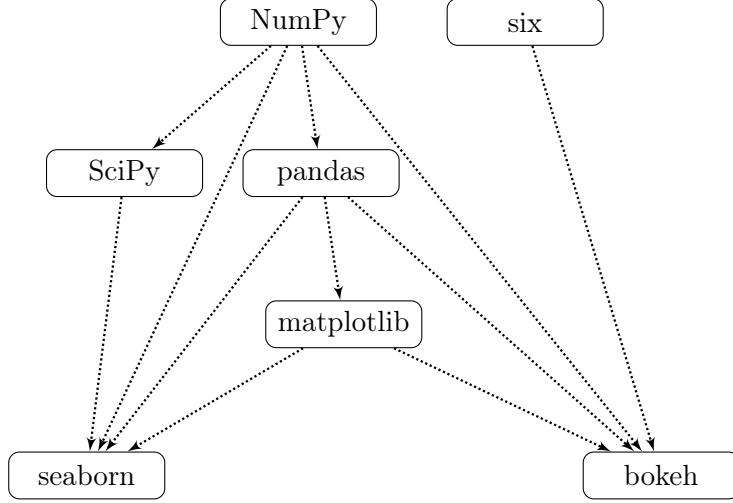 NumPy
six
SciPy
pandas
matplotlib
seaborn
bokeh